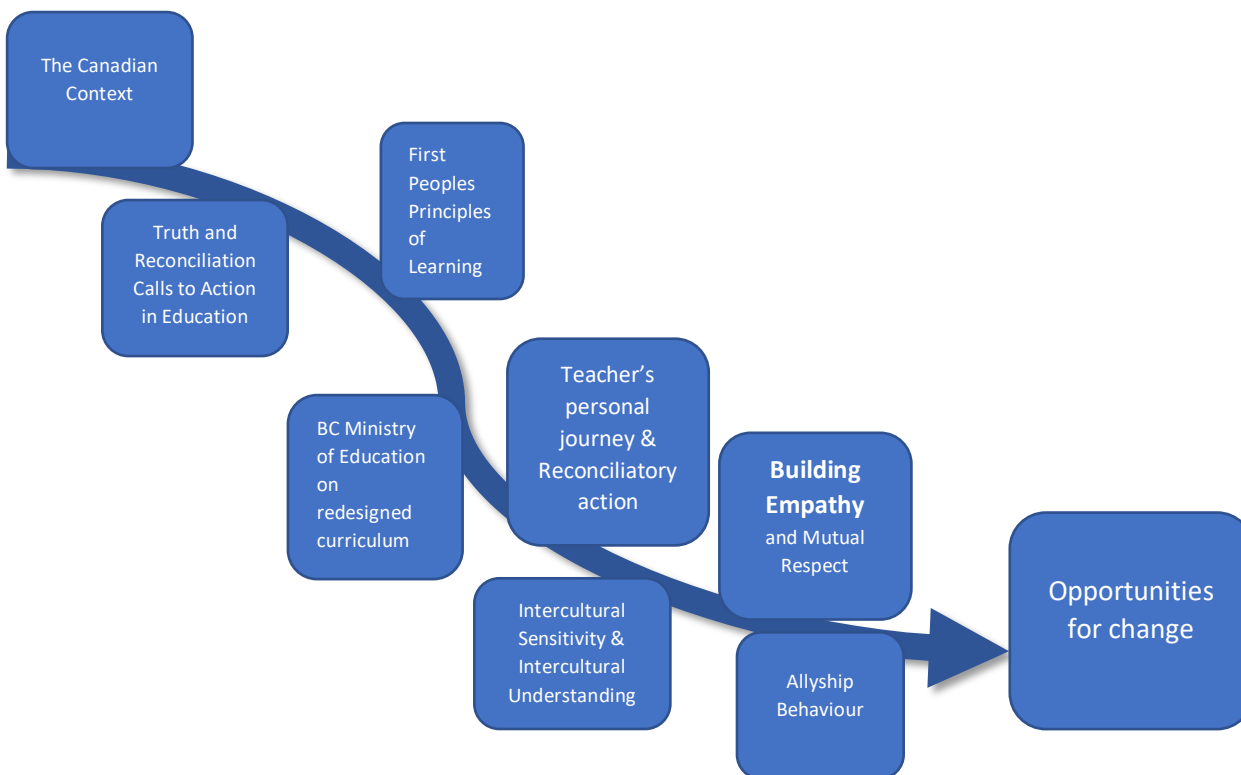 The Canadian
Context
First
Peoples
Principles
of
Learning
Truth and
Reconciliation
Calls to Action
in Education
Teacher’s
personal
journey &
Reconciliatory
action
BC Ministry
of Education
on
redesigned
curriculum
Building
Empathy
and Mutual
Respect
Opportunities
for change
Intercultural
Sensitivity &
Intercultural
Understanding
Allyship
Behaviour